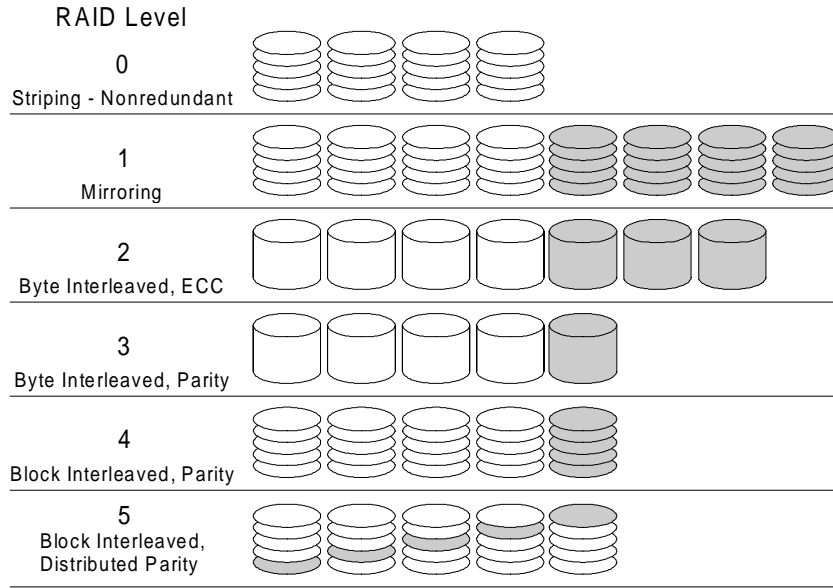 RAID Level
0
Striping - Nonredundant
1
Mirroring
2
Byte Interleaved, ECC
3
Byte Interleaved, Parity
4
Block Interleaved, Parity
5
Block Interleaved,
Distributed Parity